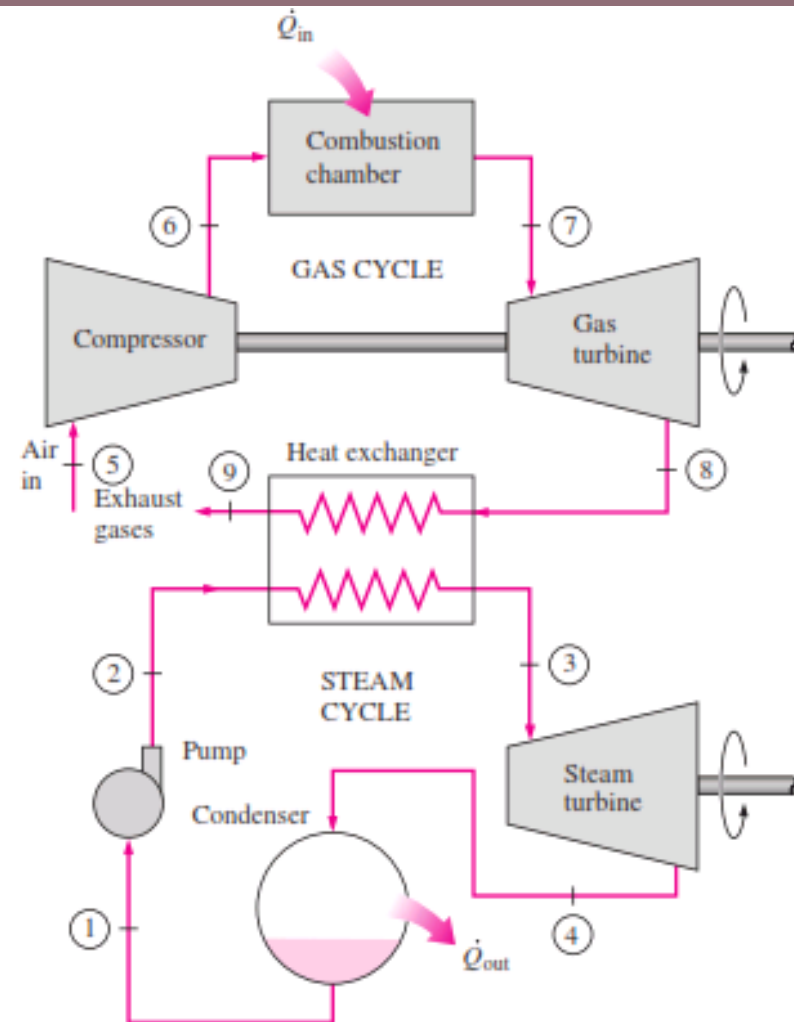 Q̇in
Combustion
chamber
6
7
GAS CYCLE
Compressor
Gas
turbine
Air
in
5
9
Heat exchanger
8
Exhaust
gases
2
3
STEAM
CYCLE
Pump
Steam
turbine
Condenser
1
4
Q̇out